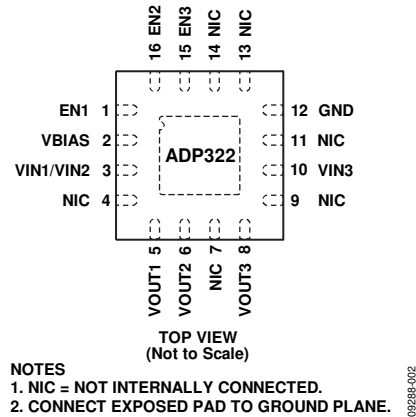 16 EN2
15 EN3
14 NIC
13 NIC
EN1 1
VBIAS 2
VIN1/VIN2 3
NIC 4
12 GND
11 NIC
10 VIN3
9 NIC
ADP322
VOUT1 5
VOUT2 6
NIC 7
VOUT3 8
TOP VIEW
(Not to Scale)
NOTES
1. NIC = NOT INTERNALLY CONNECTED.
2. CONNECT EXPOSED PAD TO GROUND PLANE.
09288-002